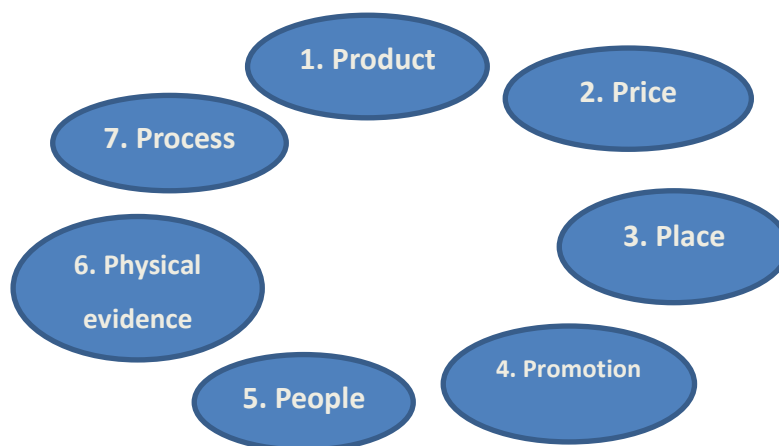 1. Product
2. Price
3. Place
4. Promotion
5. People
6. Physical
evidence
7. Process